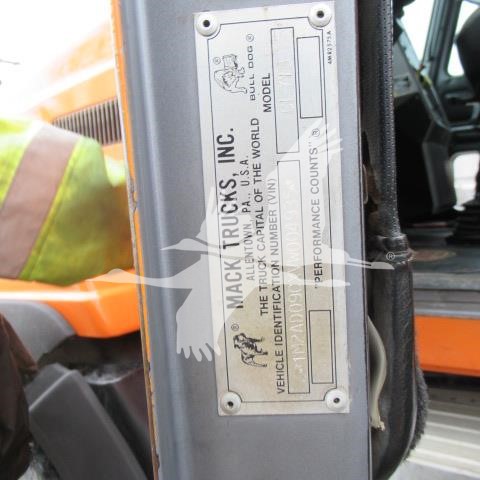 MACK TRUCKS, INC.
ALLENTOWN, PA., U.S.A.
THE TRUCK CAPITAL OF THE WORLD
BULL DOG ®
MODEL
VEHICLE IDENTIFICATION NUMBER (VIN)
"PERFORMANCE COUNTS" ®
4MR2575A